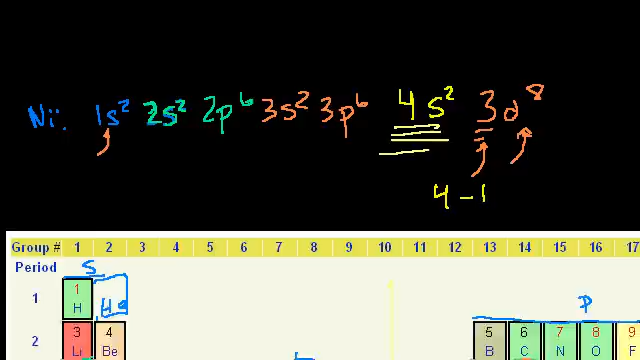 Ni: 1s² 2s² 2p⁶ 3s² 3p⁶ 4s² 3d⁸
4 - 1
Group # 1 2 3 4 5 6 7 8 9 10 11 12 13 14 15 16 17
Period S He P
1 1 H
2 3 Li 4 Be 5 B 6 C 7 N 8 O 9 F